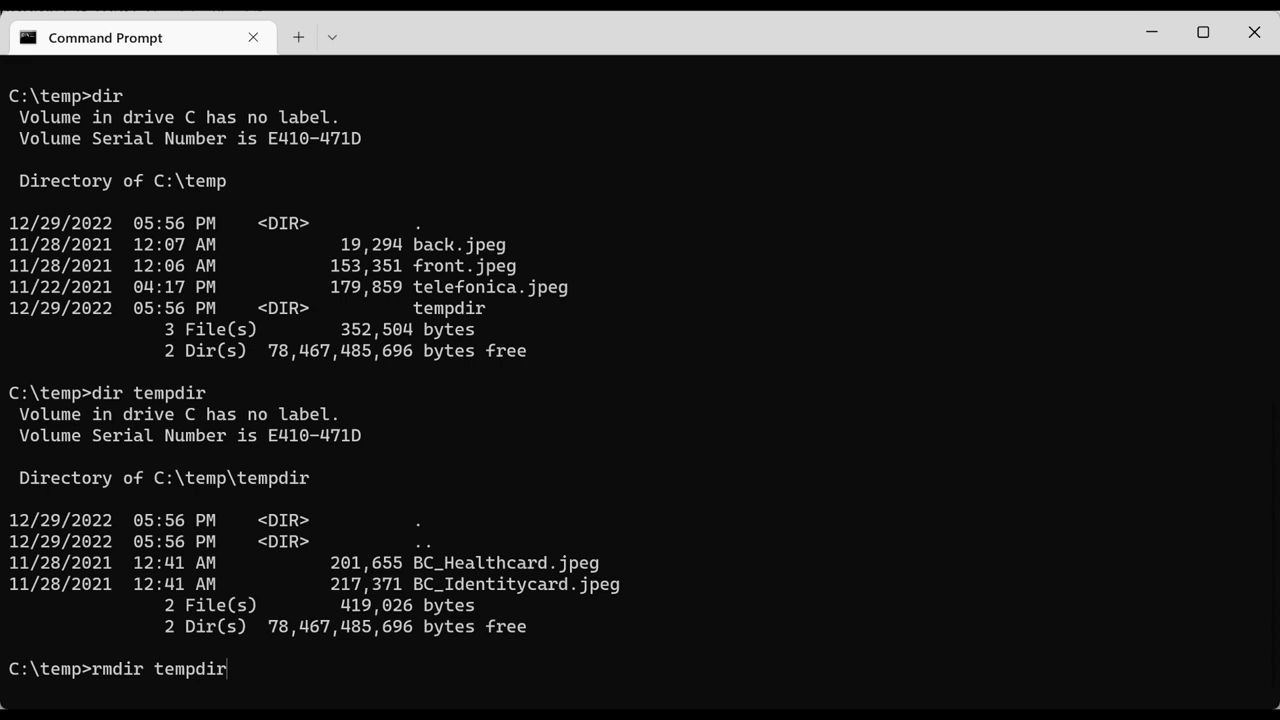 Command Prompt
C:\temp>dir
 Volume in drive C has no label.
 Volume Serial Number is E410-471D
 Directory of C:\temp
12/29/2022  05:56 PM    <DIR>          .
11/28/2021  12:07 AM            19,294 back.jpeg
11/28/2021  12:06 AM           153,351 front.jpeg
11/22/2021  04:17 PM           179,859 telefonica.jpeg
12/29/2022  05:56 PM    <DIR>          tempdir
               3 File(s)        352,504 bytes
               2 Dir(s)  78,467,485,696 bytes free
C:\temp>dir tempdir
 Volume in drive C has no label.
 Volume Serial Number is E410-471D
 Directory of C:\temp\tempdir
12/29/2022  05:56 PM    <DIR>          .
12/29/2022  05:56 PM    <DIR>          ..
11/28/2021  12:41 AM           201,655 BC_Healthcard.jpeg
11/28/2021  12:41 AM           217,371 BC_Identitycard.jpeg
               2 File(s)        419,026 bytes
               2 Dir(s)  78,467,485,696 bytes free
C:\temp>rmdir tempdir